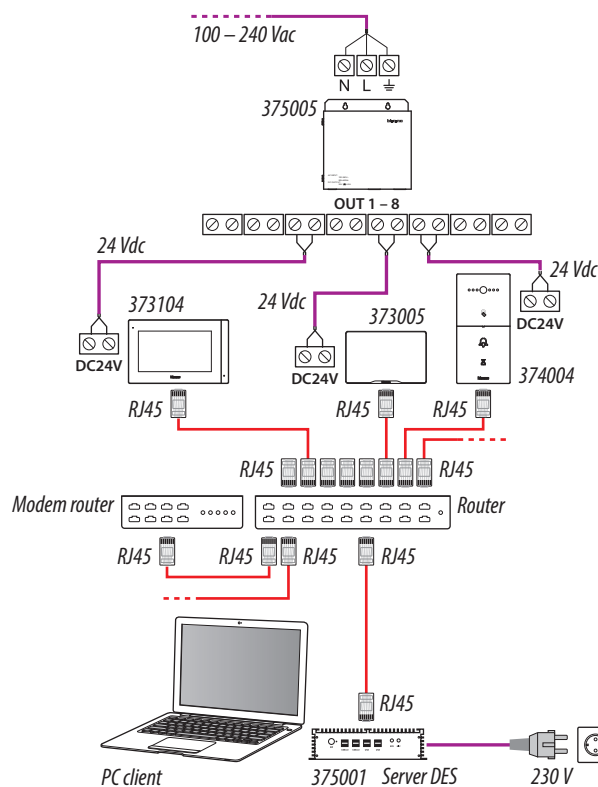 100 – 240 Vac
N L
375005
OUT 1 – 8
24 Vdc
24 Vdc
24 Vdc
373104
373005
DC24V
DC24V
DC24V
374004
RJ45
RJ45
RJ45
RJ45
RJ45
Modem router
Router
RJ45
RJ45
RJ45
RJ45
RJ45
PC client
375001
Server DES
230 V